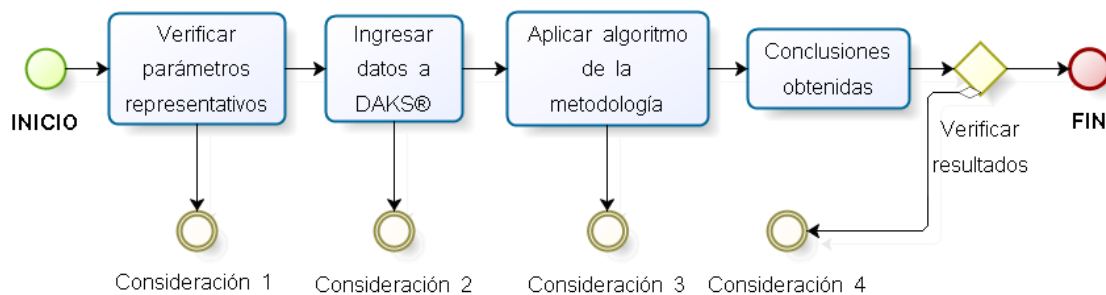 INICIO
Verificar
parámetros
representativos
Ingresar
datos a
DAKS®
Aplicar algoritmo
de la
metodología
Conclusiones
obtenidas
Verificar
resultados
FIN
Consideración 1
Consideración 2
Consideración 3
Consideración 4